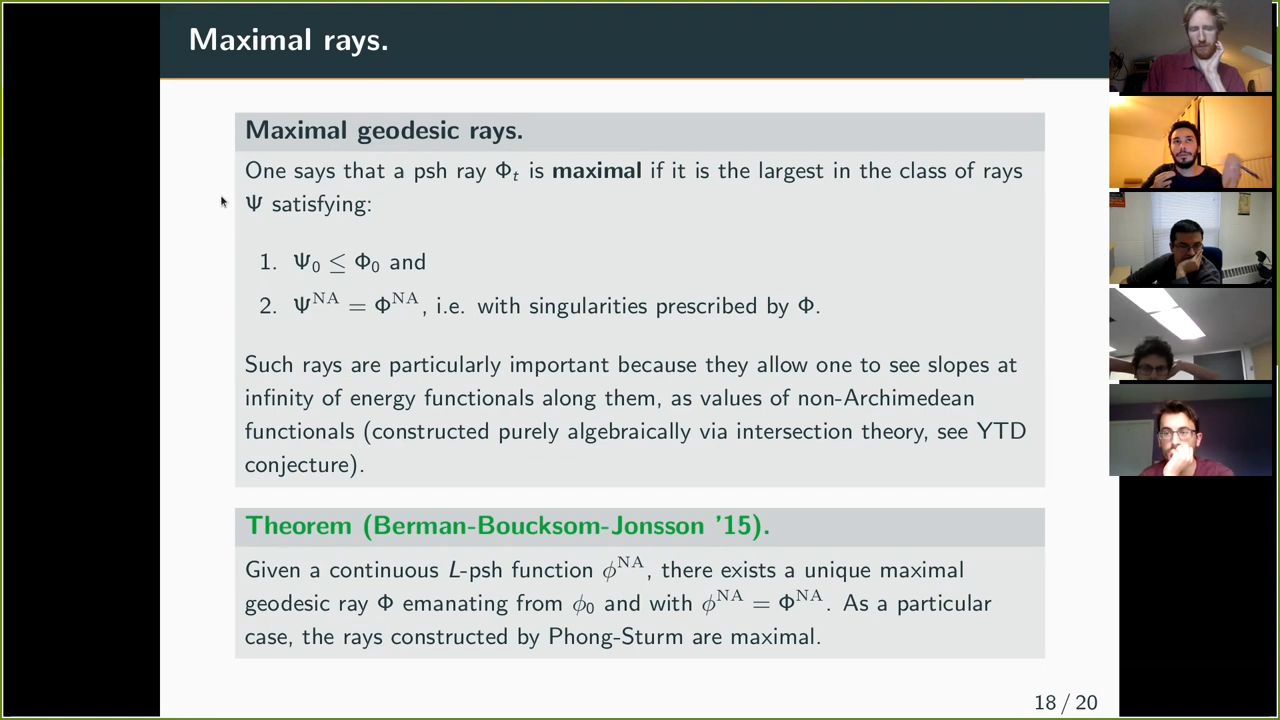 Maximal rays.
Maximal geodesic rays.
One says that a psh ray Φₜ is maximal if it is the largest in the class of rays
Ψ satisfying:
1. Ψ₀ ≤ Φ₀ and
2. Ψ^NA = Φ^NA, i.e. with singularities prescribed by Φ.
Such rays are particularly important because they allow one to see slopes at
infinity of energy functionals along them, as values of non-Archimedean
functionals (constructed purely algebraically via intersection theory, see YTD
conjecture).
Theorem (Berman-Boucksom-Jonsson '15).
Given a continuous L-psh function ϕ^NA, there exists a unique maximal
geodesic ray Φ emanating from ϕ₀ and with ϕ^NA = Φ^NA. As a particular
case, the rays constructed by Phong-Sturm are maximal.
18 / 20